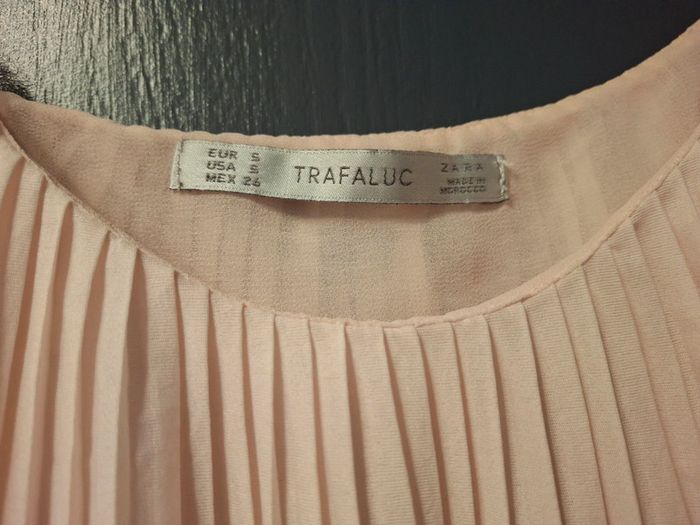 EUR S
USA S
MEX 26
TRAFALUC
ZARA
MADE IN
MOROCCO